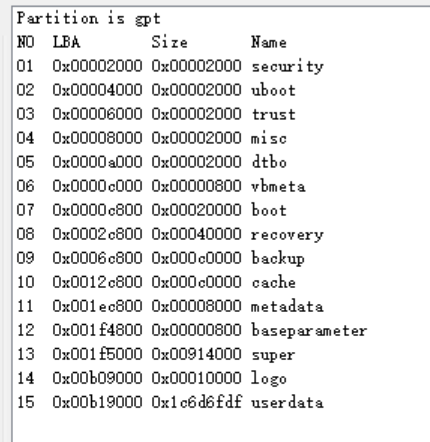 Partition is gpt
NO LBA Size Name
01 0x00002000 0x00002000 security
02 0x00004000 0x00002000 uboot
03 0x00006000 0x00002000 trust
04 0x00008000 0x00002000 misc
05 0x0000a000 0x00002000 dtbo
06 0x0000c000 0x00000800 vbmeta
07 0x0000c800 0x00020000 boot
08 0x0002c800 0x00040000 recovery
09 0x0006c800 0x000c0000 backup
10 0x0012c800 0x000c0000 cache
11 0x001ec800 0x00008000 metadata
12 0x001f4800 0x00000800 baseparameter
13 0x001f5000 0x00914000 super
14 0x00b09000 0x00010000 logo
15 0x00b19000 0x1c6d6fdf userdata